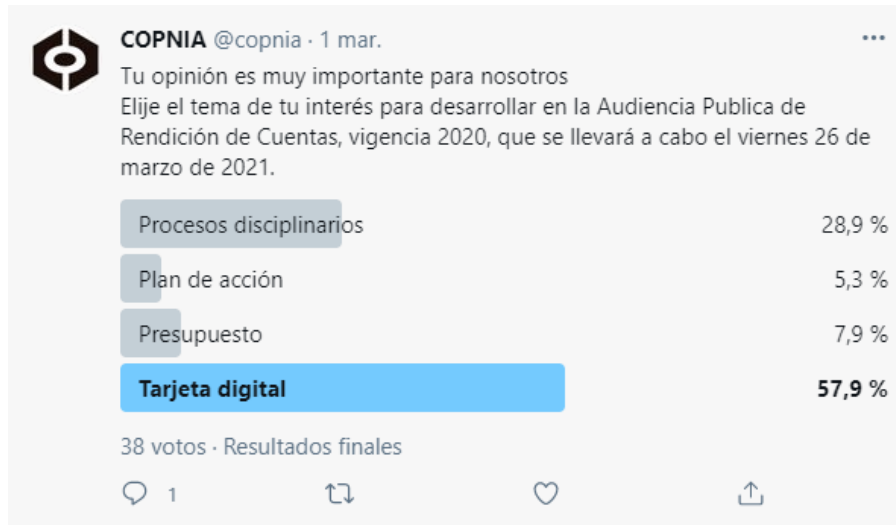 COPNIA @copnia · 1 mar.
Tu opinión es muy importante para nosotros
Elije el tema de tu interés para desarrollar en la Audiencia Publica de
Rendición de Cuentas, vigencia 2020, que se llevará a cabo el viernes 26 de
marzo de 2021.
Procesos disciplinarios 28,9 %
Plan de acción 5,3 %
Presupuesto 7,9 %
Tarjeta digital 57,9 %
38 votos · Resultados finales
1